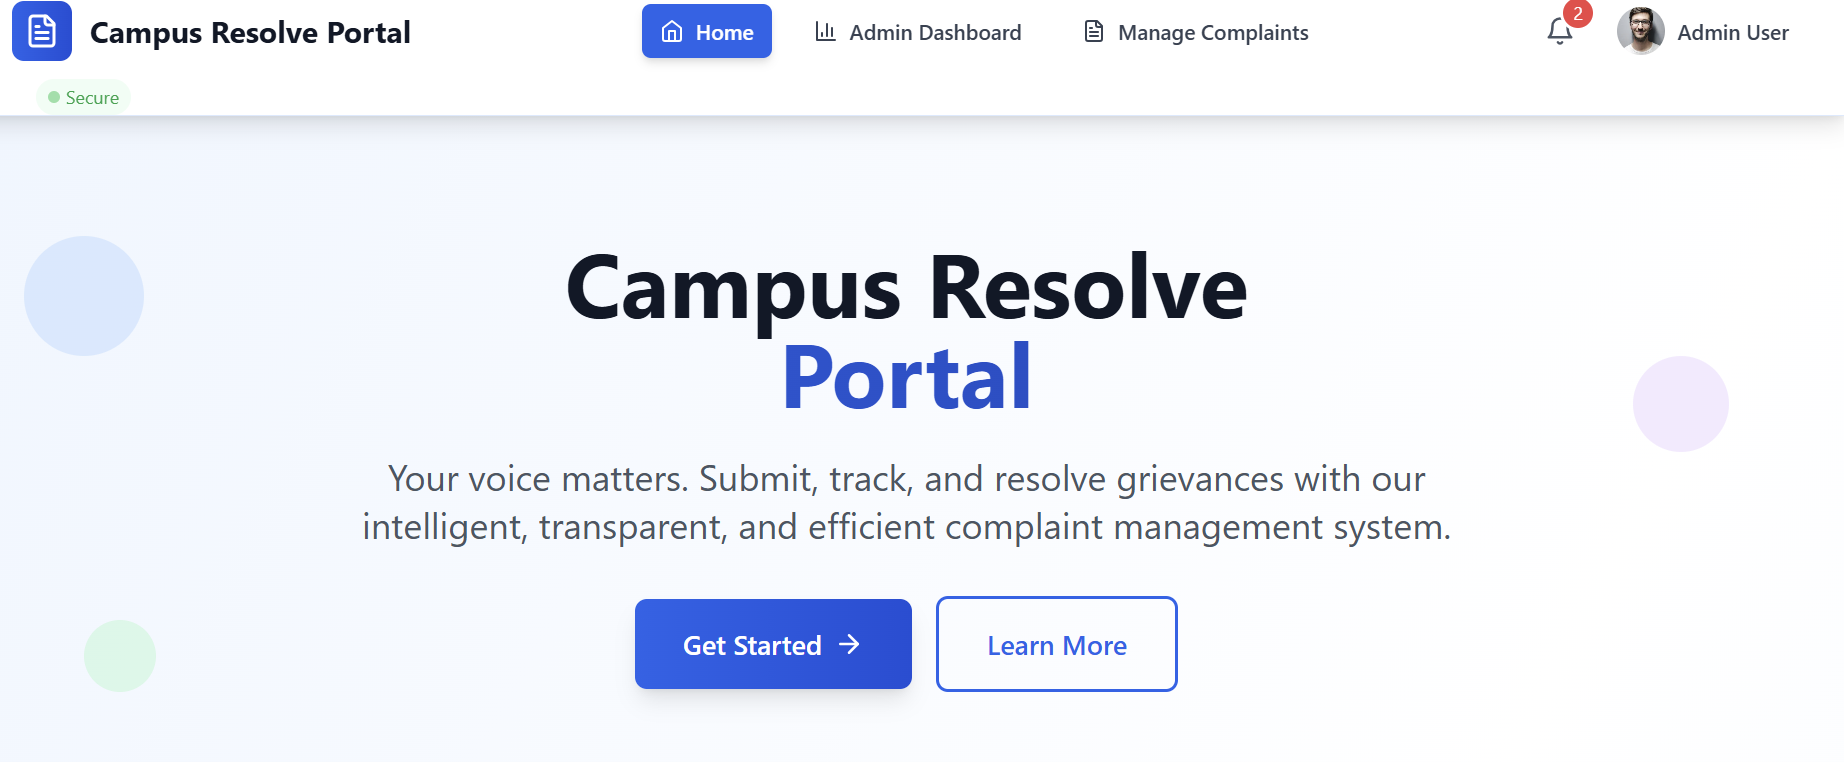 Campus Resolve Portal
Home
Admin Dashboard
Manage Complaints
2
Admin User
Secure
Campus Resolve
Portal
Your voice matters. Submit, track, and resolve grievances with our
intelligent, transparent, and efficient complaint management system.
Get Started
Learn More